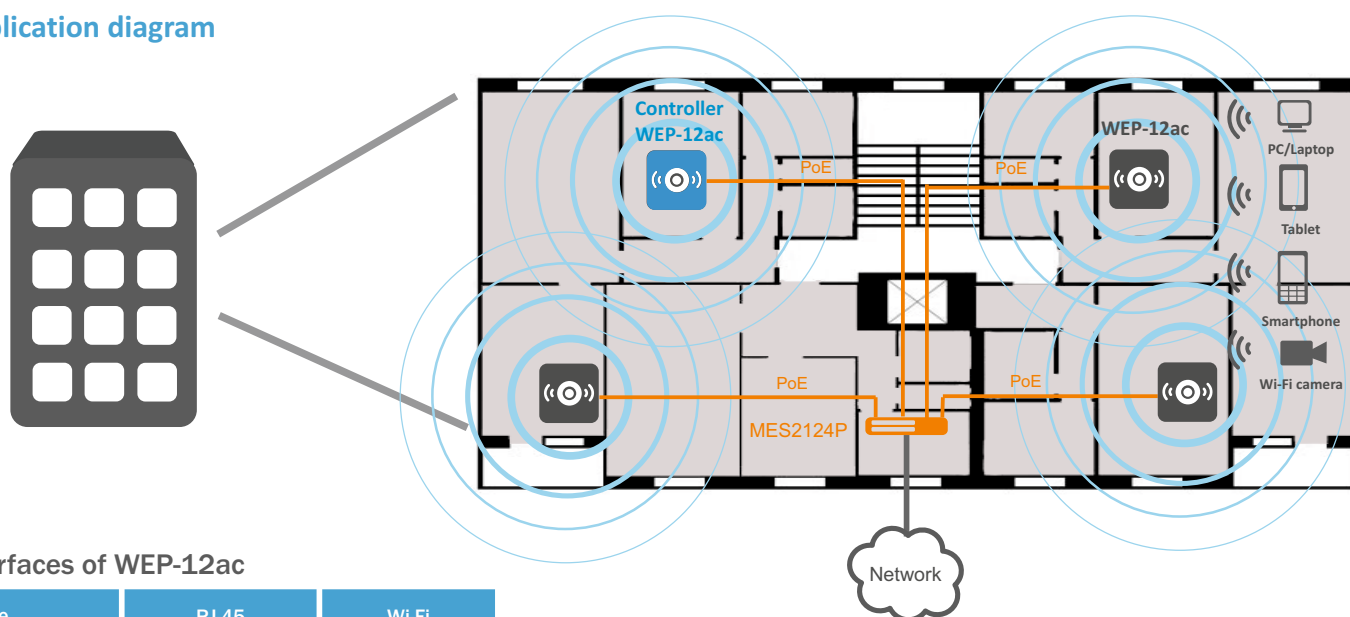 plication diagram
Controller
WEP-12ac
WEP-12ac
PoE
PoE
PC/Laptop
Tablet
Smartphone
Wi-Fi camera
PoE
PoE
MES2124P
Network
rfaces of WEP-12ac